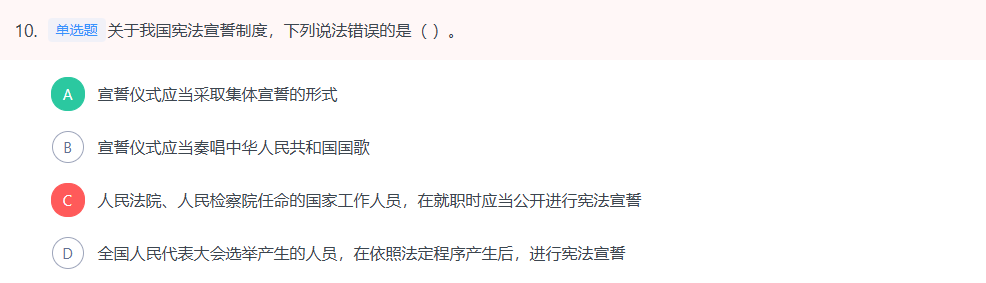 10. 单选题 关于我国宪法宣誓制度，下列说法错误的是（ ）。
A 宣誓仪式应当采取集体宣誓的形式
B 宣誓仪式应当奏唱中华人民共和国国歌
C 人民法院、人民检察院任命的国家工作人员，在就职时应当公开进行宪法宣誓
D 全国人民代表大会选举产生的人员，在依照法定程序产生后，进行宪法宣誓